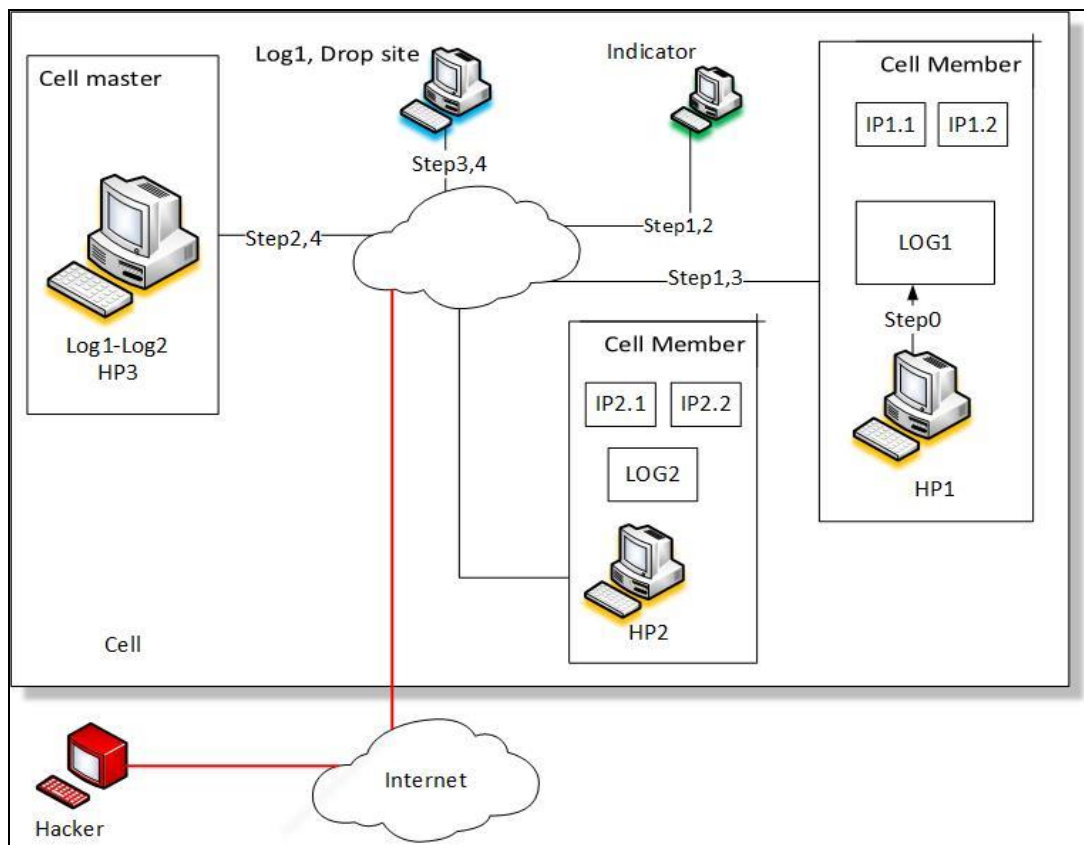 Log1, Drop site
Indicator
Cell Member
Cell master
IP1.1
IP1.2
Step3,4
Step1,2
LOG1
Step2,4
Step1,3
Step0
Log1-Log2
HP3
Cell Member
IP2.1
IP2.2
LOG2
HP1
HP2
Cell
Internet
Hacker